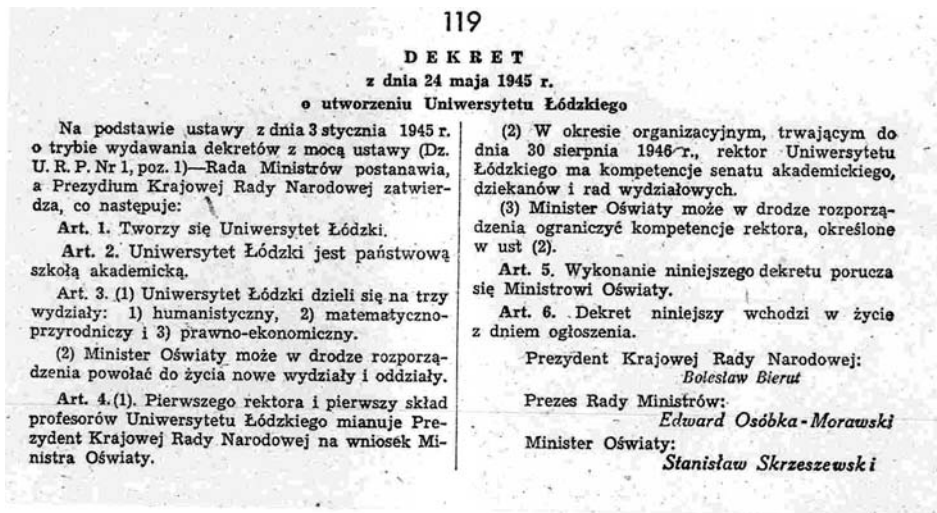 119
DEKRET
z dnia 24 maja 1945 r.
o utworzeniu Uniwersytetu Łódzkiego
Na podstawie ustawy z dnia 3 stycznia 1945 r.
o trybie wydawania dekretów z mocą ustawy (Dz.
U. R. P. Nr 1, poz. 1)—Rada Ministrów postanawia,
a Prezydium Krajowej Rady Narodowej zatwier-
dza, co następuje:
Art. 1. Tworzy się Uniwersytet Łódzki.
Art. 2. Uniwersytet Łódzki jest państwową
szkołą akademicką.
Art. 3. (1) Uniwersytet Łódzki dzieli się na trzy
wydziały: 1) humanistyczny, 2) matematyczno-
przyrodniczy i 3) prawno-ekonomiczny.
(2) Minister Oświaty może w drodze rozporzą-
dzenia powołać do życia nowe wydziały i oddziały.
Art. 4.(1). Pierwszego rektora i pierwszy skład
profesorów Uniwersytetu Łódzkiego mianuje Pre-
zydent Krajowej Rady Narodowej na wniosek Mi-
nistra Oświaty.
(2) W okresie organizacyjnym, trwającym do
dnia 30 sierpnia 1946 r., rektor Uniwersytetu
Łódzkiego ma kompetencje senatu akademickiego,
dziekanów i rad wydziałowych.
(3) Minister Oświaty może w drodze rozporzą-
dzenia ograniczyć kompetencje rektora, określone
w ust (2).
Art. 5. Wykonanie niniejszego dekretu porucza
się Ministrowi Oświaty.
Art. 6. Dekret niniejszy wchodzi w życie
z dniem ogłoszenia.
Prezydent Krajowej Rady Narodowej:
Bolesław Bierut
Prezes Rady Ministrów:
Edward Osóbka-Morawski
Minister Oświaty:
Stanisław Skrzeszewski